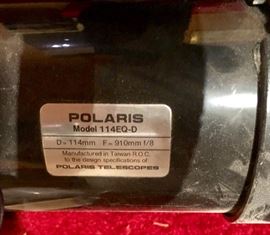 POLARIS
Model 114EQ-D
D= 114mm F= 910mm f/8
Manufactured in Taiwan R.O.C.
to the design specifications of
POLARIS TELESCOPES